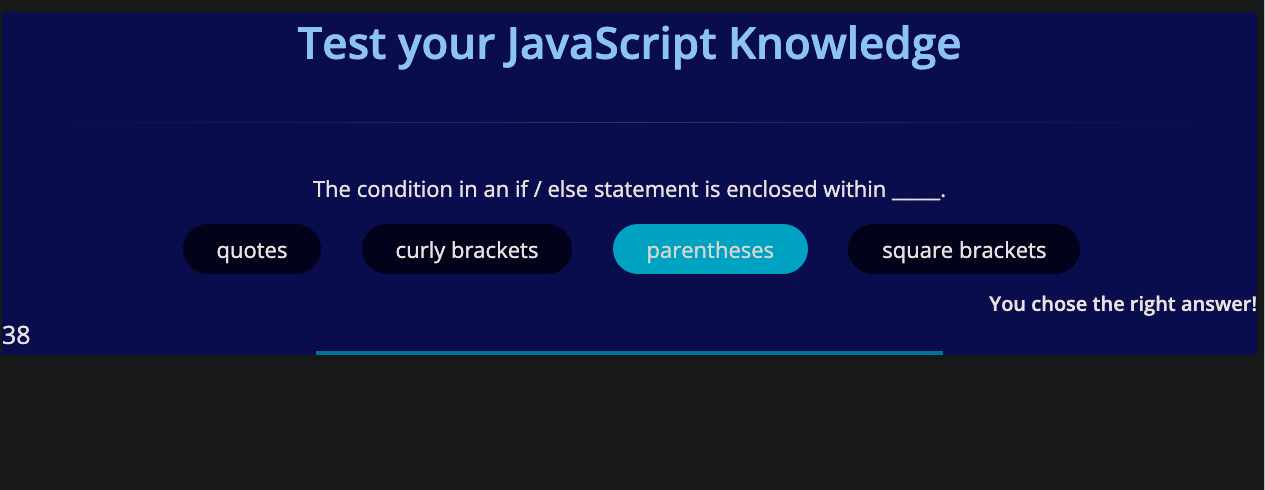 Test your JavaScript Knowledge
The condition in an if / else statement is enclosed within _____.
quotes curly brackets parentheses square brackets
You chose the right answer!
38